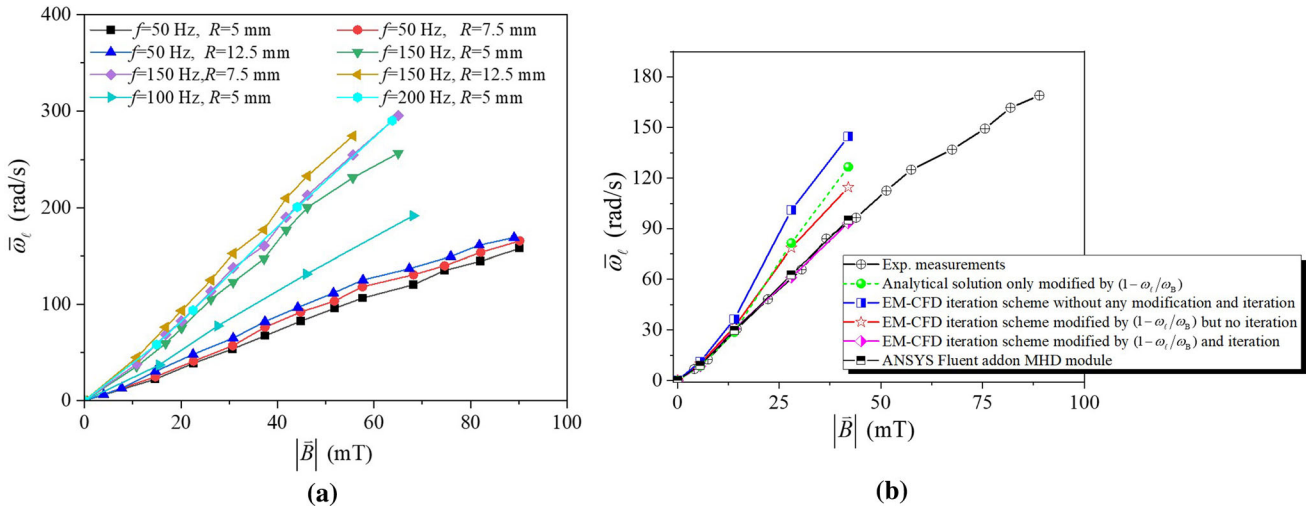 400
300
200
100
0
f=50 Hz, R=5 mm
f=50 Hz, R=7.5 mm
f=50 Hz, R=12.5 mm
f=150 Hz, R=5 mm
f=150 Hz,R=7.5 mm
f=150 Hz, R=12.5 mm
f=100 Hz, R=5 mm
f=200 Hz, R=5 mm
ω̅ℓ (rad/s)
0 20 40 60 80 100
|B⃗| (mT)
(a)
180
150
120
90
60
30
0
ω̅ℓ (rad/s)
Exp. measurements
Analytical solution only modified by (1−ωℓ/ωB)
EM-CFD iteration scheme without any modification and iteration
EM-CFD iteration scheme modified by (1−ωℓ/ωB) but no iteration
EM-CFD iteration scheme modified by (1−ωℓ/ωB) and iteration
ANSYS Fluent addon MHD module
0 25 50 75 100
|B⃗| (mT)
(b)